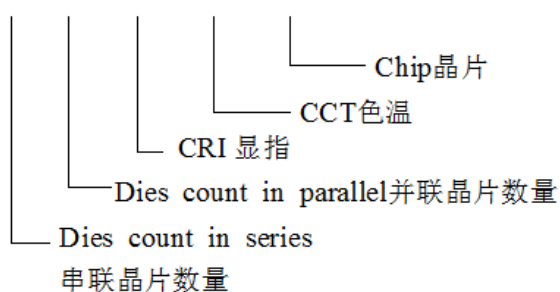 Chip晶片
CCT色温
CRI 显指
Dies count in parallel并联晶片数量
Dies count in series
串联晶片数量